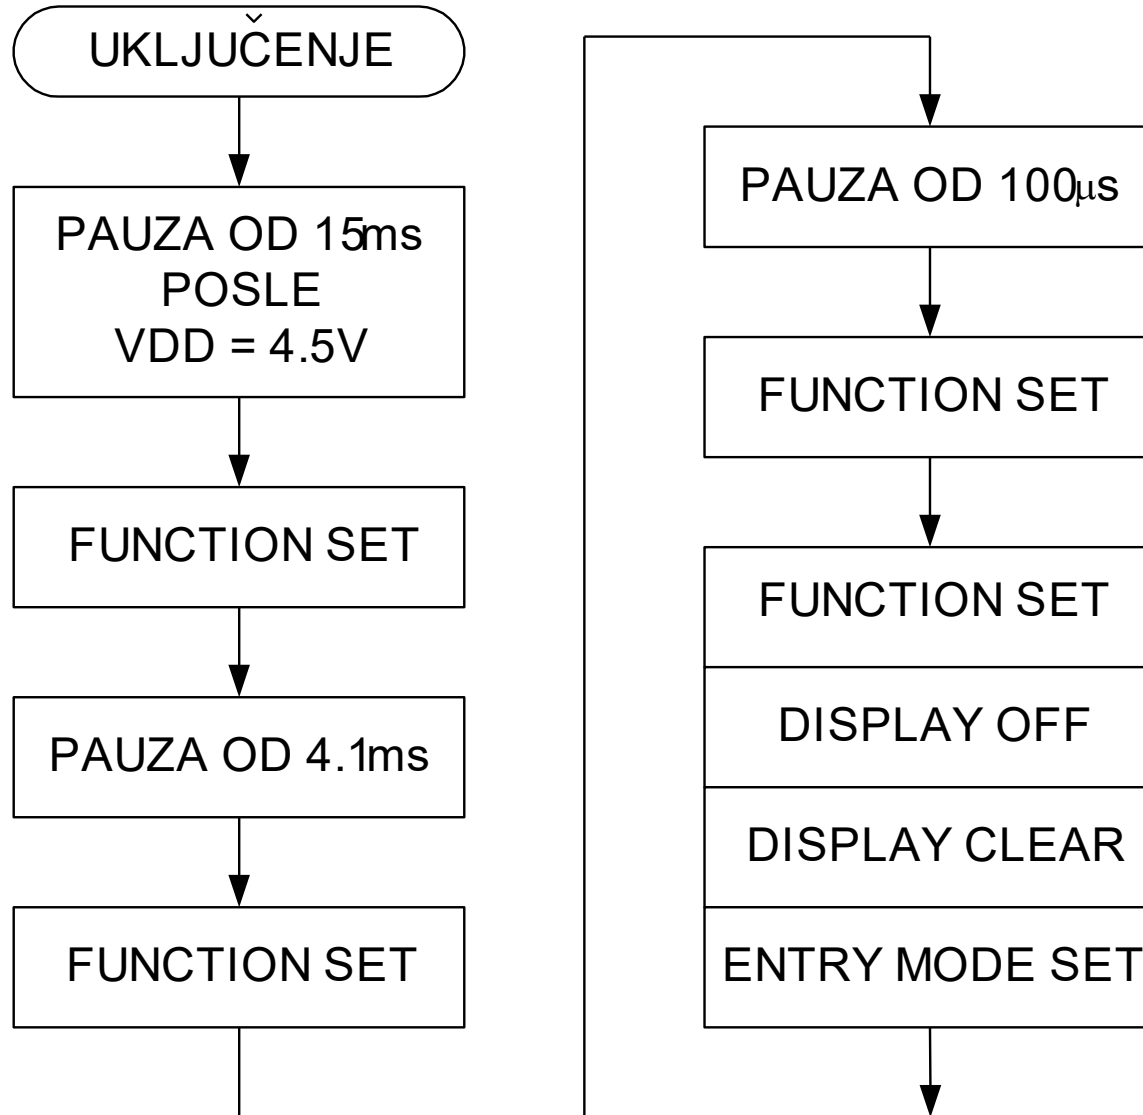 UKLJUČENJE
PAUZA OD 15ms
POSLE
VDD = 4.5V
FUNCTION SET
PAUZA OD 4.1ms
FUNCTION SET
PAUZA OD 100μs
FUNCTION SET
FUNCTION SET
DISPLAY OFF
DISPLAY CLEAR
ENTRY MODE SET